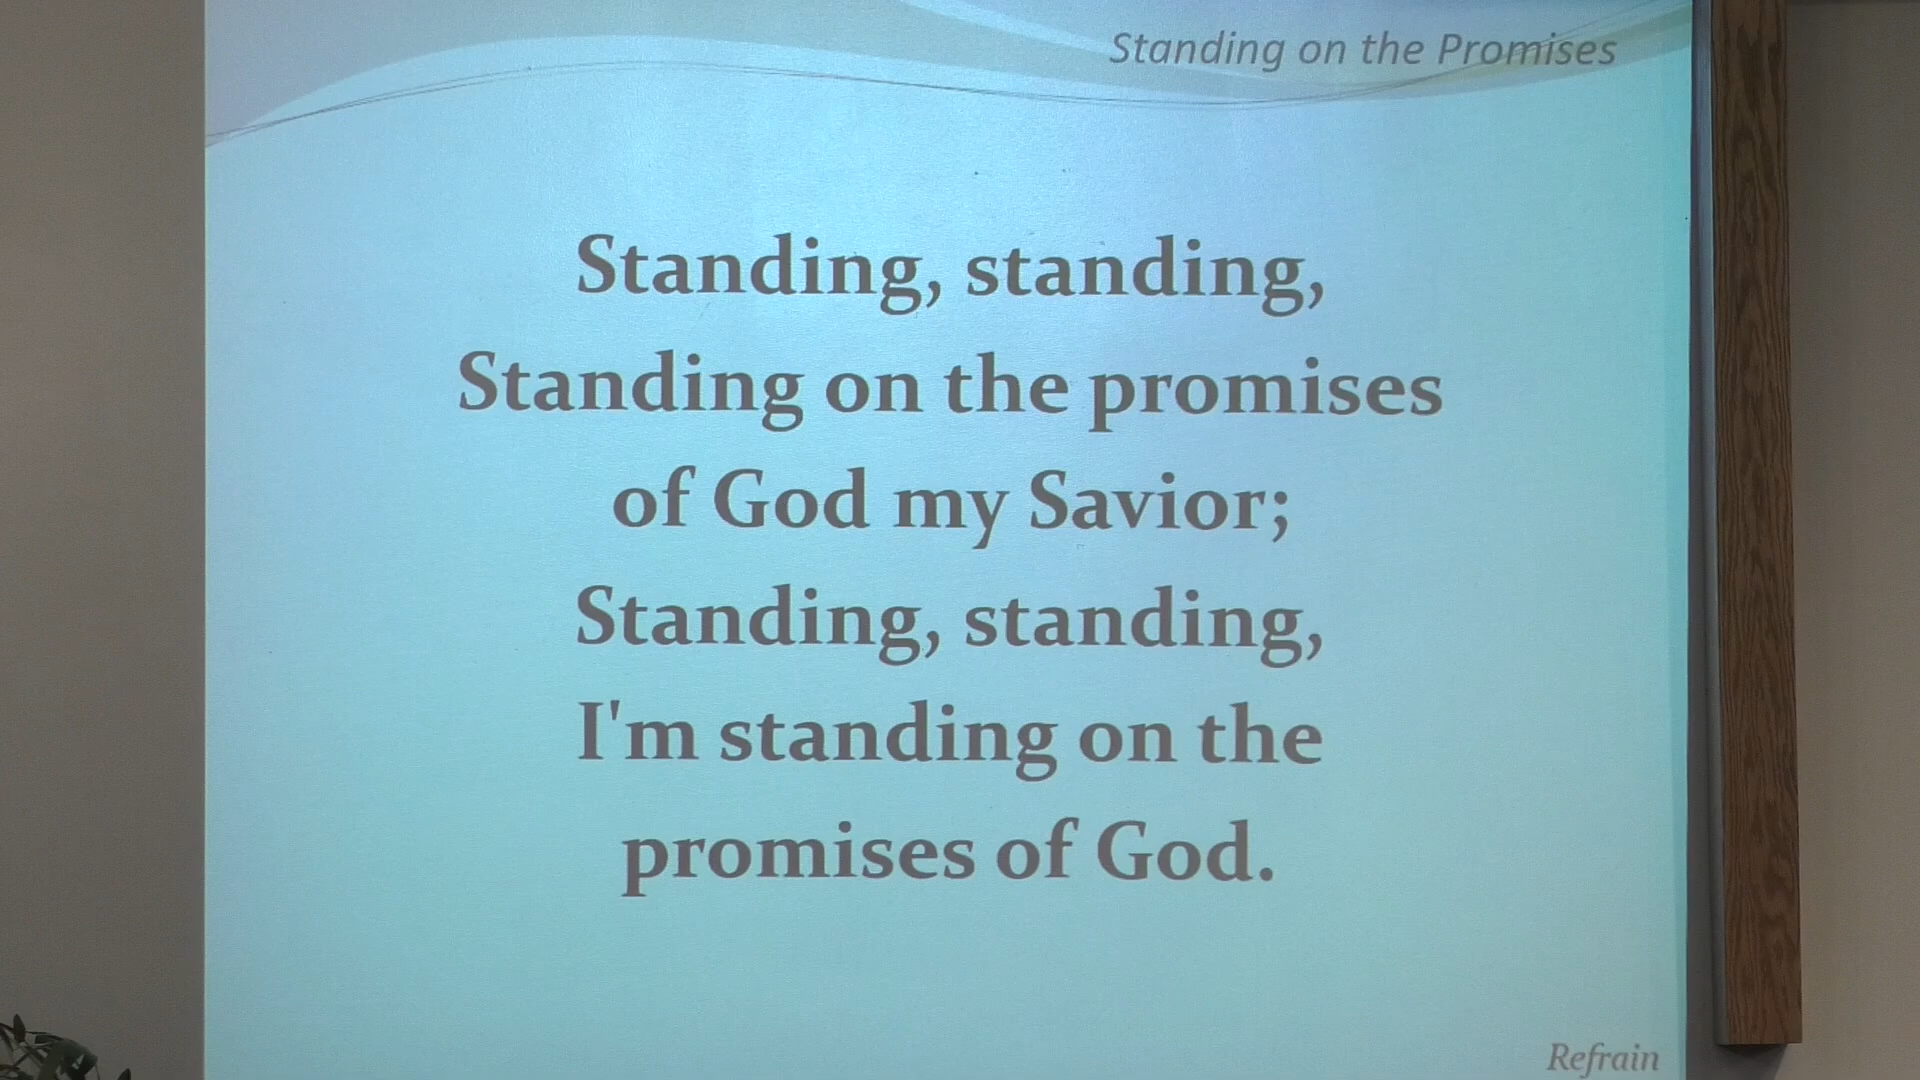 Standing on the Promises
Standing, standing,
Standing on the promises
of God my Savior;
Standing, standing,
I'm standing on the
promises of God.
Refrain